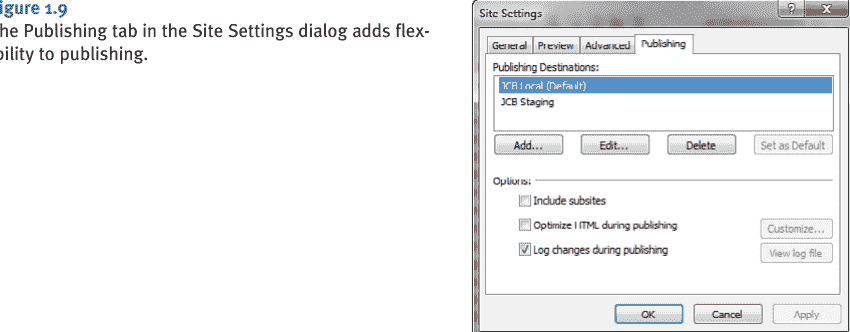 igure 1.9
he Publishing tab in the Site Settings dialog adds flex-
bility to publishing.
Site Settings
General Preview Advanced Publishing
Publishing Destinations:
JCB Local (Default)
JCB Staging
Add... Edit... Delete Set as Default
Options:
Include subsites
Optimize HTML during publishing Customize...
Log changes during publishing View log file
OK Cancel Apply